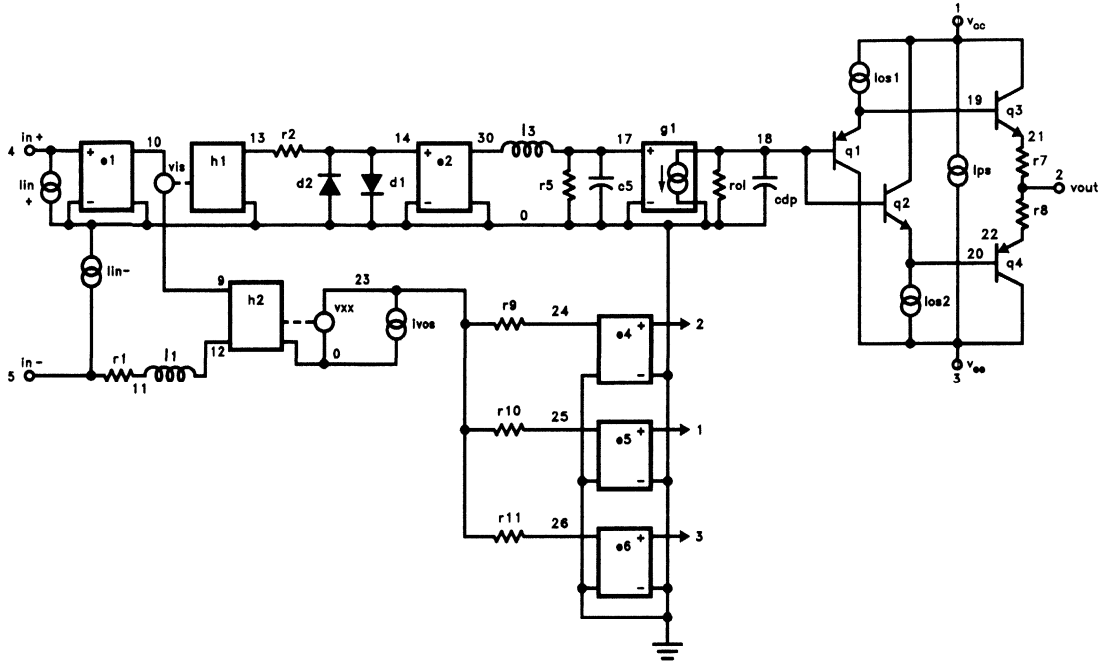 1
vcc
Ios1
19
q3
in+
10
13
r2
14
30
l3
17
g1
18
21
4
e1
vis
h1
e2
q1
r7
Iin
+
d2
d1
r5
c5
rol
cdp
Ips
2
vout
q2
r8
0
22
20
q4
Iin-
9
h2
23
vxx
Ivos
r9
24
e4
2
Ios2
in-
5
r1
11
l1
12
0
3
vee
r10
25
e5
1
r11
26
e6
3